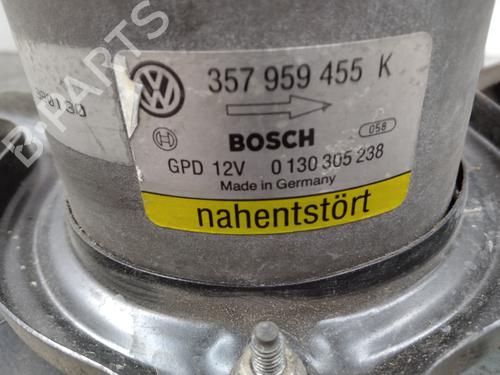 357 959 455 K
BOSCH
058
GPD 12V 0 130 305 238
Made in Germany
nahentstört
B-PARTS